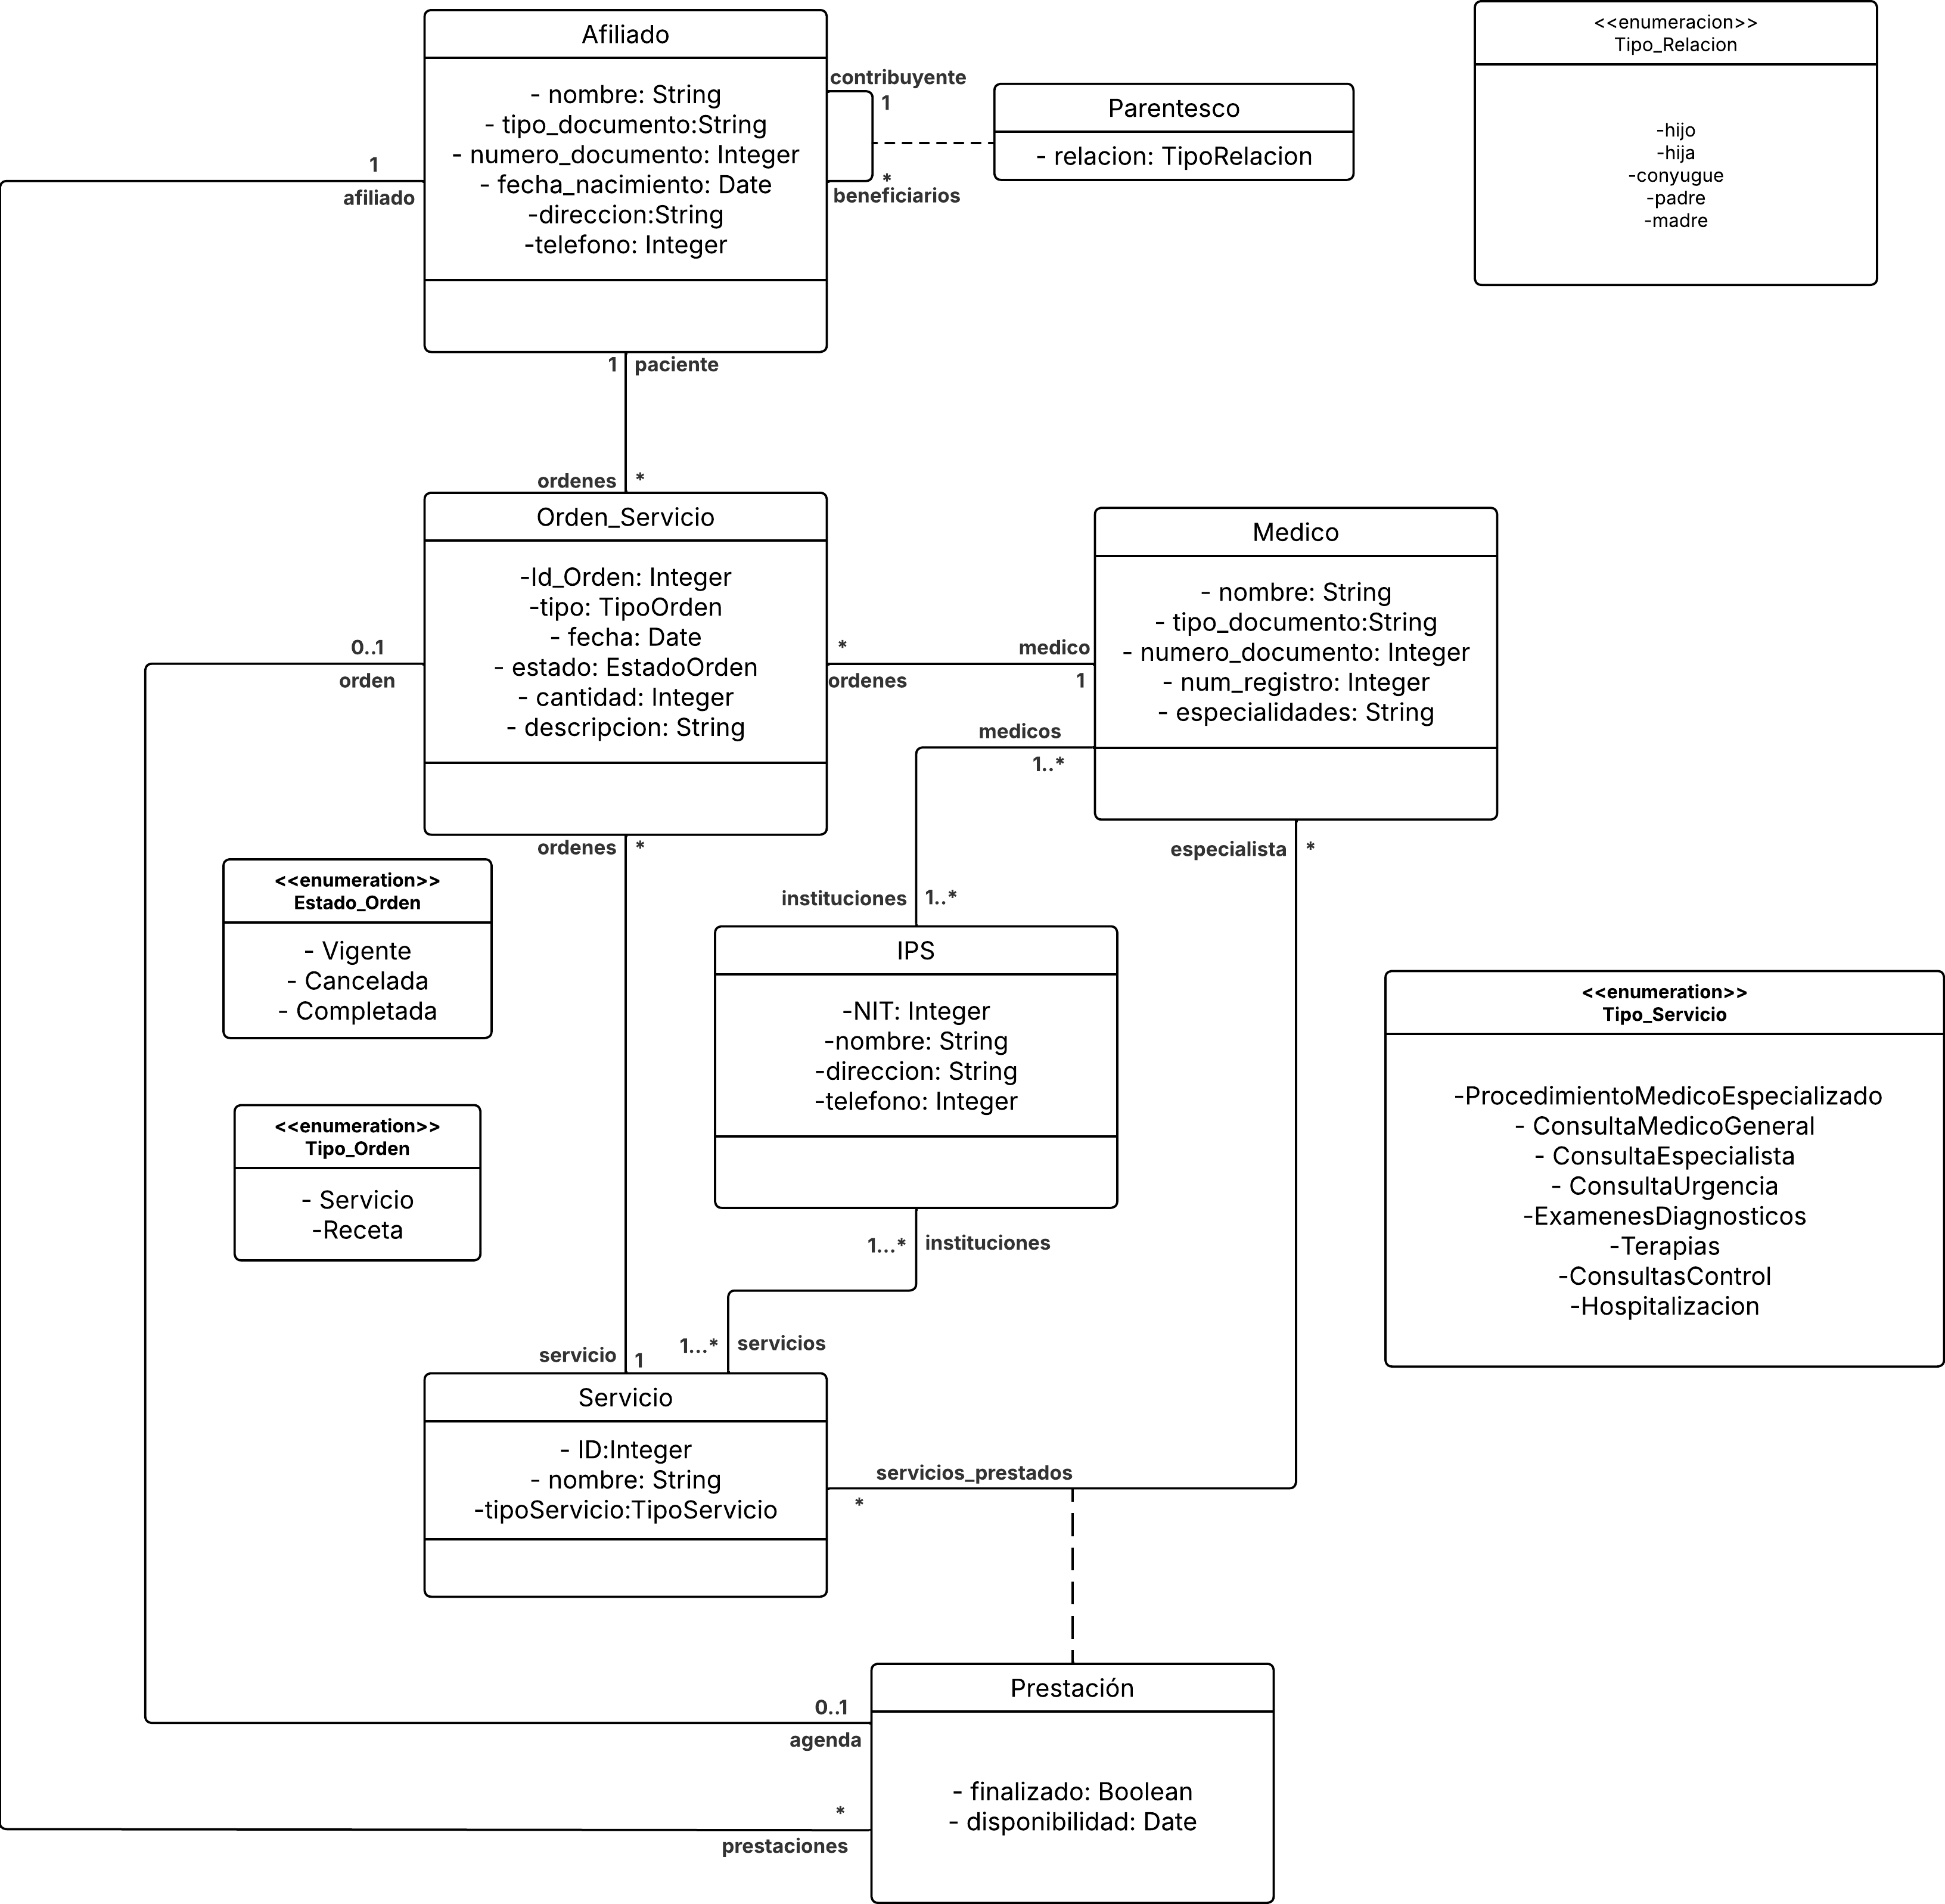 Afiliado
- nombre: String
- tipo_documento:String
- numero_documento: Integer
- fecha_nacimiento: Date
-direccion:String
-telefono: Integer
contribuyente
1
*
beneficiarios
Parentesco
- relacion: TipoRelacion
<<enumeracion>>
Tipo_Relacion
-hijo
-hija
-conyugue
-padre
-madre
1
afiliado
1 paciente
ordenes *
Orden_Servicio
-Id_Orden: Integer
-tipo: TipoOrden
- fecha: Date
- estado: EstadoOrden
- cantidad: Integer
- descripcion: String
0..1
orden
*
ordenes
medico
1
Medico
- nombre: String
- tipo_documento:String
- numero_documento: Integer
- num_registro: Integer
- especialidades: String
medicos
1..*
ordenes *
especialista *
<<enumeration>>
Estado_Orden
- Vigente
- Cancelada
- Completada
instituciones 1..*
IPS
-NIT: Integer
-nombre: String
-direccion: String
-telefono: Integer
<<enumeration>>
Tipo_Servicio
-ProcedimientoMedicoEspecializado
- ConsultaMedicoGeneral
- ConsultaEspecialista
- ConsultaUrgencia
-ExamenesDiagnosticos
-Terapias
-ConsultasControl
-Hospitalizacion
<<enumeration>>
Tipo_Orden
- Servicio
-Receta
1...* instituciones
servicio 1
1...* servicios
Servicio
- ID:Integer
- nombre: String
-tipoServicio:TipoServicio
servicios_prestados
*
Prestación
- finalizado: Boolean
- disponibilidad: Date
0..1
agenda
*
prestaciones